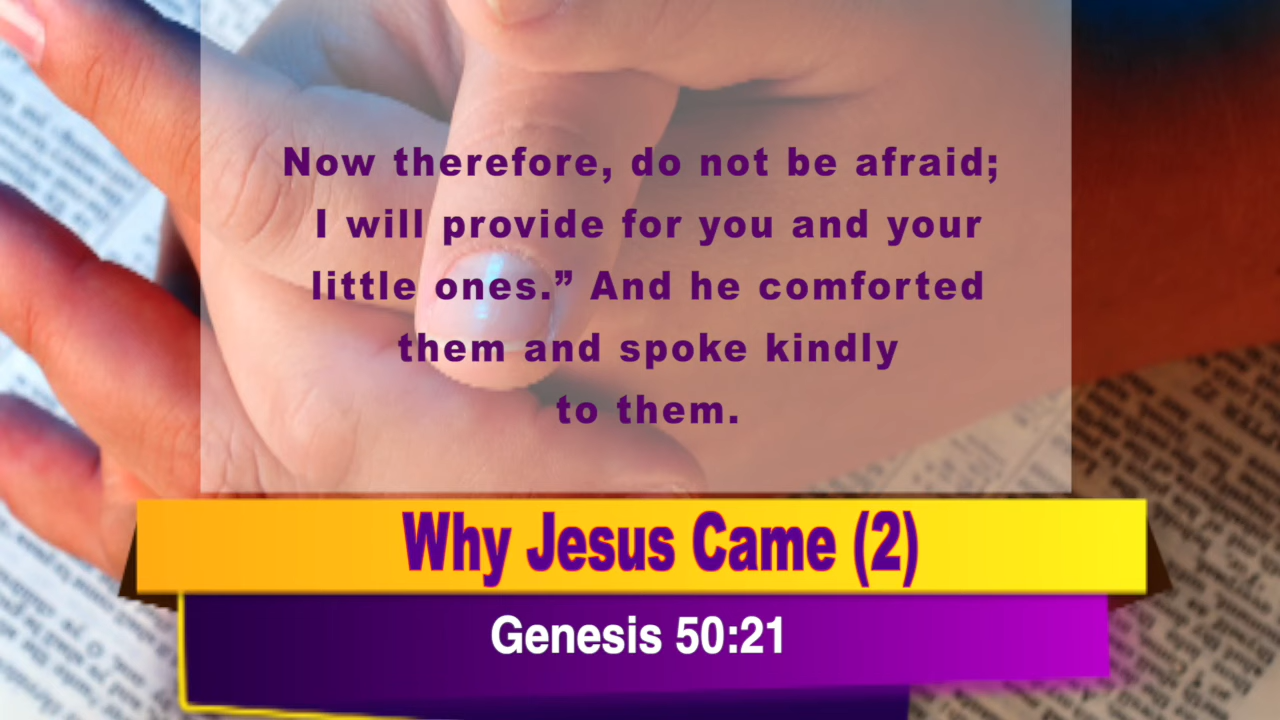 Now therefore, do not be afraid;
I will provide for you and your
little ones.” And he comforted
them and spoke kindly
to them.
Why Jesus Came (2)
Genesis 50:21